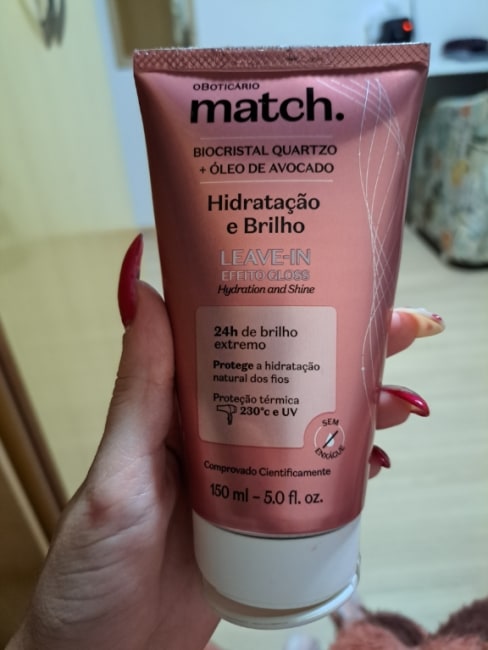 OBOTICÁRIO
match.
BIOCRISTAL QUARTZO
+ ÓLEO DE AVOCADO
Hidratação
e Brilho
LEAVE-IN
EFEITO GLOSS
Hydration and Shine
24h de brilho
extremo
Protege a hidratação
natural dos fios
Proteção térmica
230°c e UV
SEM
ENXÁGUE
Comprovado Cientificamente
150 ml – 5.0 fl. oz.